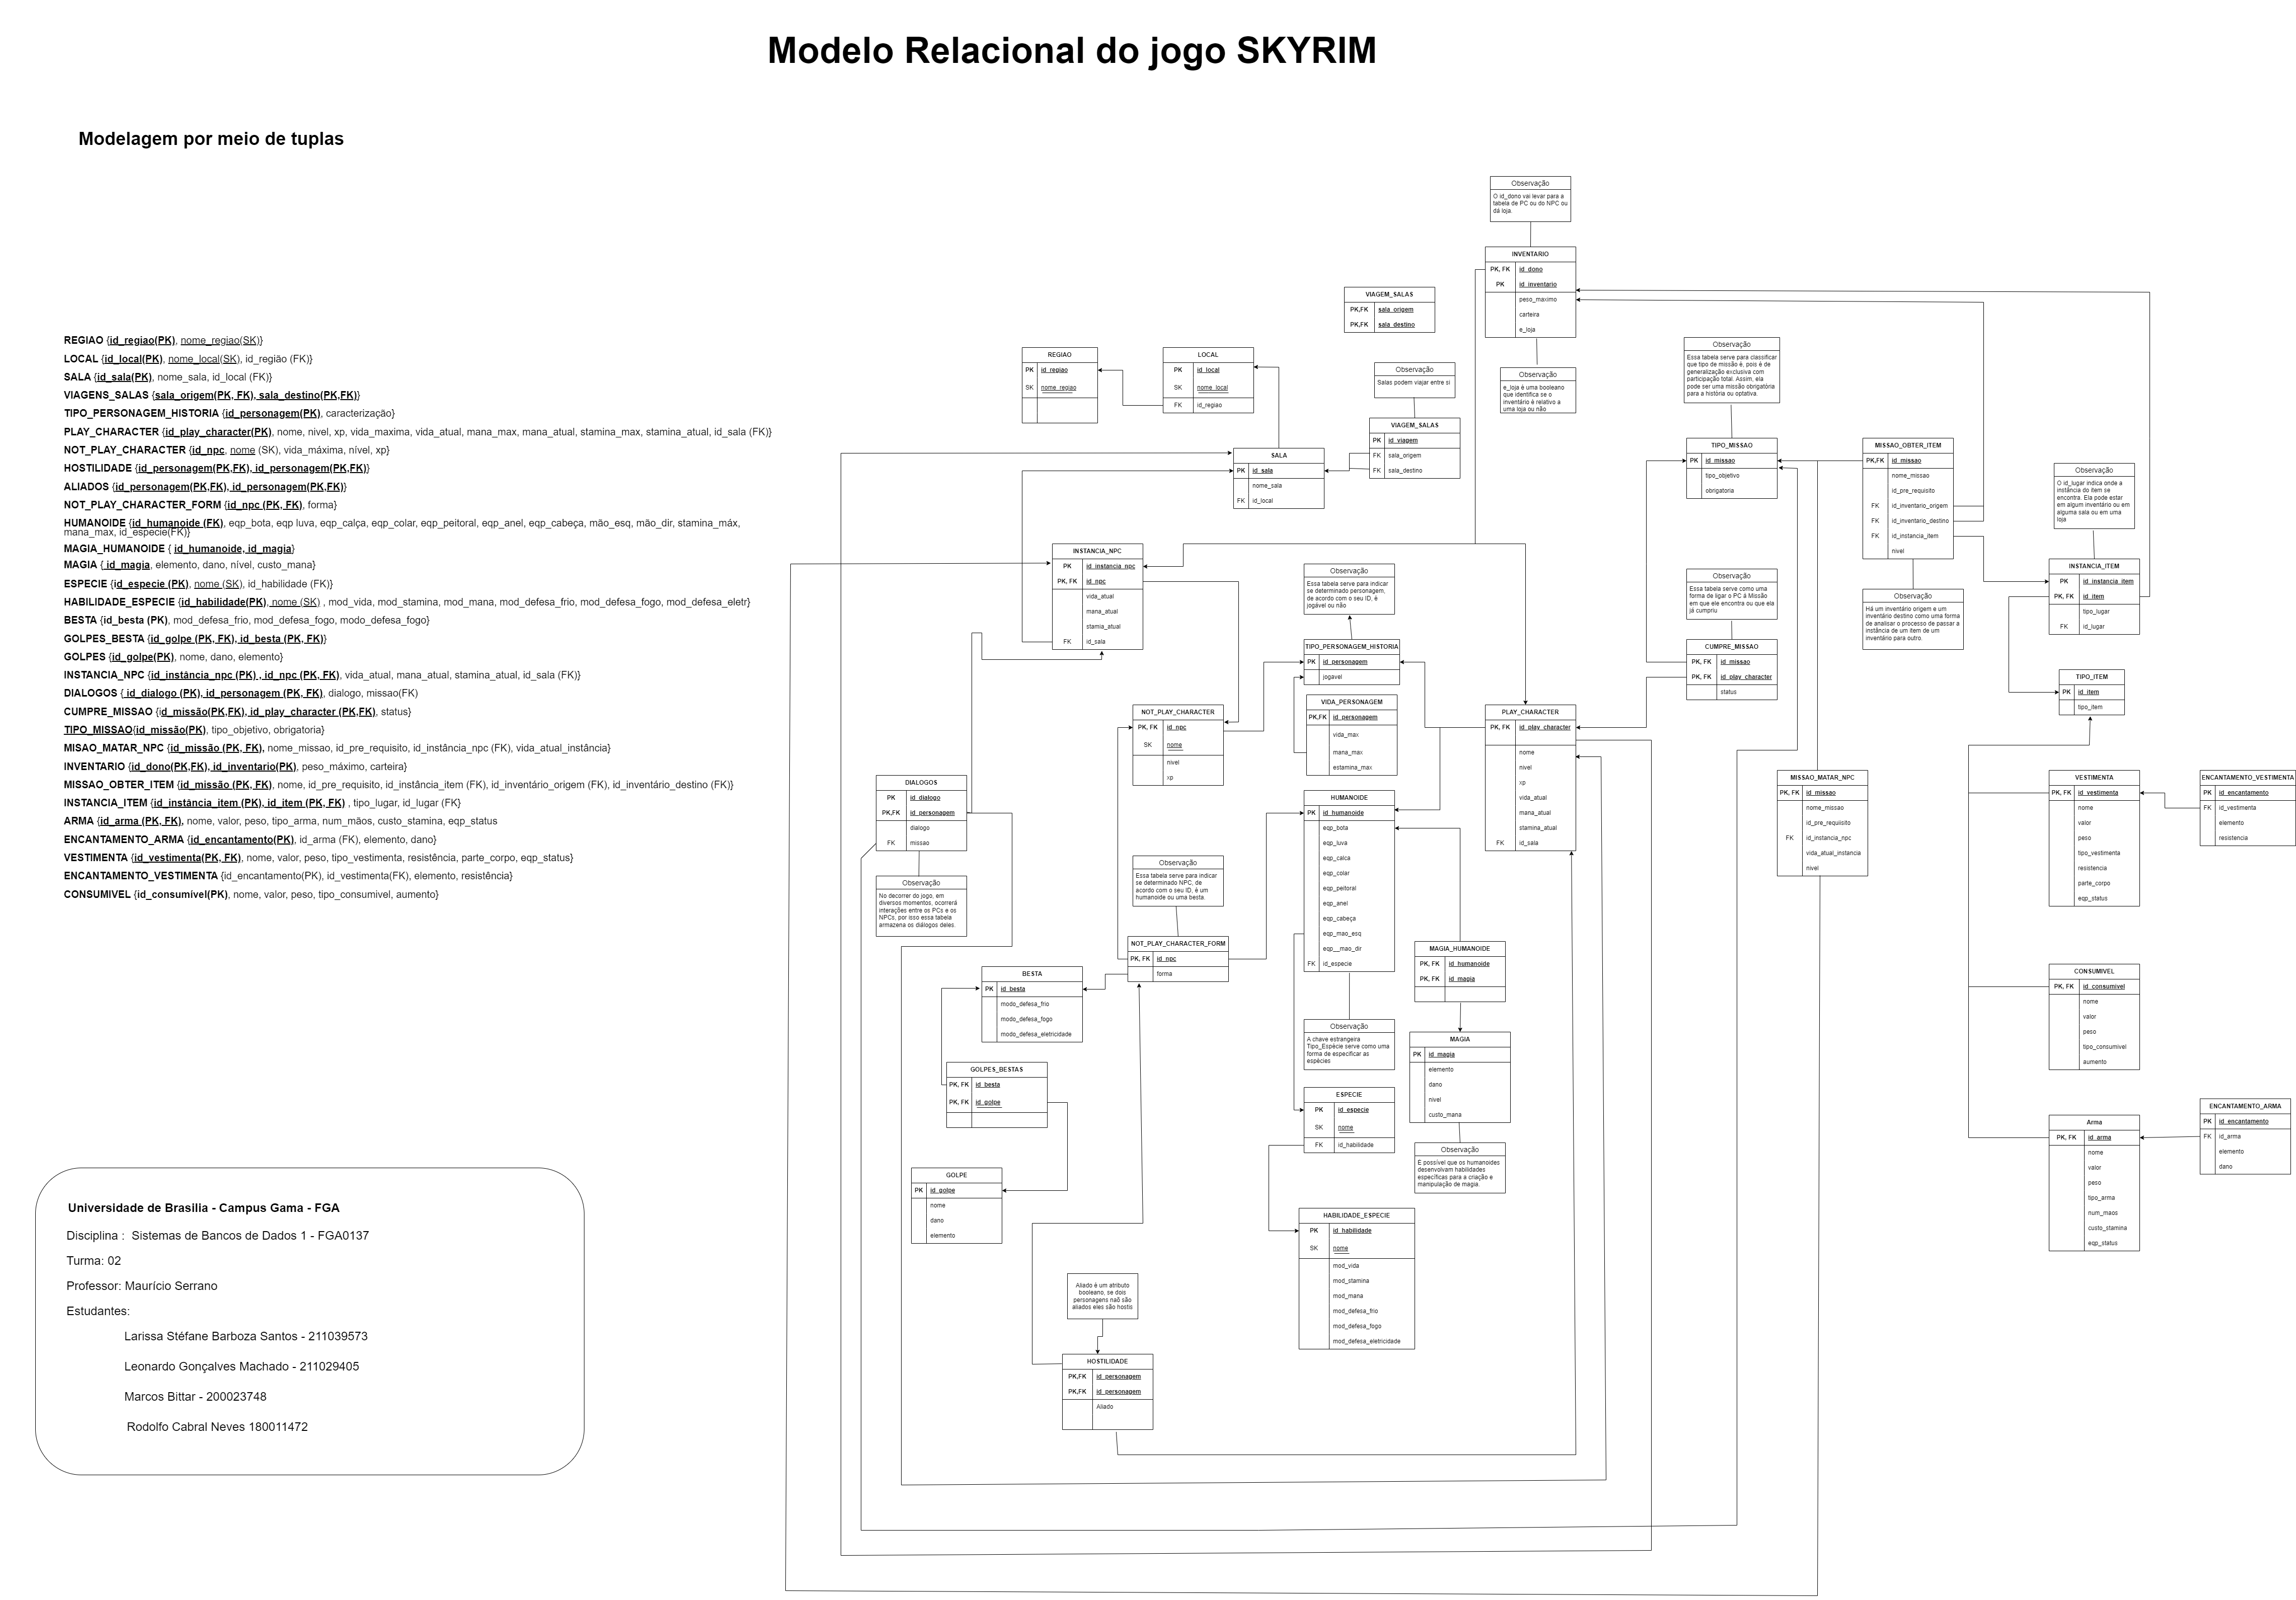 Modelo Relacional do jogo SKYRIM
Modelagem por meio de tuplas
REGIAO {id_regiao(PK), nome_regiao(SK)}
LOCAL {id_local(PK), nome_local(SK), id_região (FK)}
SALA {id_sala(PK), nome_sala, id_local (FK)}
VIAGENS_SALAS {sala_origem(PK, FK), sala_destino(PK,FK)}
TIPO_PERSONAGEM_HISTORIA {id_personagem(PK), caracterização}
PLAY_CHARACTER {id_play_character(PK), nome, nivel, xp, vida_maxima, vida_atual, mana_max, mana_atual, stamina_max, stamina_atual, id_sala (FK)}
NOT_PLAY_CHARACTER {id_npc, nome (SK), vida_máxima, nível, xp}
HOSTILIDADE {id_personagem(PK,FK), id_personagem(PK,FK)}
ALIADOS {id_personagem(PK,FK), id_personagem(PK,FK)}
NOT_PLAY_CHARACTER_FORM {id_npc (PK, FK), forma}
HUMANOIDE {id_humanoide (FK), eqp_bota, eqp luva, eqp_calça, eqp_colar, eqp_peitoral, eqp_anel, eqp_cabeça, mão_esq, mão_dir, stamina_máx,
mana_max, id_especie(FK)}
MAGIA_HUMANOIDE { id_humanoide, id_magia}
MAGIA { id_magia, elemento, dano, nível, custo_mana}
ESPECIE {id_especie (PK), nome (SK), id_habilidade (FK)}
HABILIDADE_ESPECIE {id_habilidade(PK), nome (SK) , mod_vida, mod_stamina, mod_mana, mod_defesa_frio, mod_defesa_fogo, mod_defesa_eletr}
BESTA {id_besta (PK), mod_defesa_frio, mod_defesa_fogo, modo_defesa_fogo}
GOLPES_BESTA {id_golpe (PK, FK), id_besta (PK, FK)}
GOLPES {id_golpe(PK), nome, dano, elemento}
INSTANCIA_NPC {id_instância_npc (PK) , id_npc (PK, FK), vida_atual, mana_atual, stamina_atual, id_sala (FK)}
DIALOGOS { id_dialogo (PK), id_personagem (PK, FK), dialogo, missao(FK)
CUMPRE_MISSAO {id_missão(PK,FK), id_play_character (PK,FK), status}
TIPO_MISSAO{id_missão(PK), tipo_objetivo, obrigatoria}
MISAO_MATAR_NPC {id_missão (PK, FK), nome_missao, id_pre_requisito, id_instância_npc (FK), vida_atual_instância}
INVENTARIO {id_dono(PK,FK), id_inventario(PK), peso_máximo, carteira}
MISSAO_OBTER_ITEM {id_missão (PK, FK), nome, id_pre_requisito, id_instância_item (FK), id_inventário_origem (FK), id_inventário_destino (FK)}
INSTANCIA_ITEM {id_instância_item (PK), id_item (PK, FK) , tipo_lugar, id_lugar (FK}
ARMA {id_arma (PK, FK), nome, valor, peso, tipo_arma, num_mãos, custo_stamina, eqp_status
ENCANTAMENTO_ARMA {id_encantamento(PK), id_arma (FK), elemento, dano}
VESTIMENTA {id_vestimenta(PK, FK), nome, valor, peso, tipo_vestimenta, resistência, parte_corpo, eqp_status}
ENCANTAMENTO_VESTIMENTA {id_encantamento(PK), id_vestimenta(FK), elemento, resistência}
CONSUMIVEL {id_consumível(PK), nome, valor, peso, tipo_consumivel, aumento}
Universidade de Brasilia - Campus Gama - FGA
Disciplina : Sistemas de Bancos de Dados 1 - FGA0137
Turma: 02
Professor: Maurício Serrano
Estudantes:
Larissa Stéfane Barboza Santos - 211039573
Leonardo Gonçalves Machado - 211029405
Marcos Bittar - 200023748
Rodolfo Cabral Neves 180011472
Observação
O id_dono vai levar para a
tabela de PC ou do NPC ou
dá loja.
INVENTARIO
PK, FK id_dono
PK id_inventario
peso_maximo
carteira
e_loja
Observação
e_loja é uma booleano
que identifica se o
inventário é relativo a
uma loja ou não
VIAGEM_SALAS
PK,FK sala_origem
PK,FK sala_destino
Observação
Salas podem viajar entre si
VIAGEM_SALAS
PK id_viagem
FK sala_origem
FK sala_destino
REGIAO
PK id_regiao
SK nome_regiao
LOCAL
PK id_local
SK nome_local
FK id_regiao
SALA
PK id_sala
nome_sala
FK id_local
Observação
Essa tabela serve para classificar
que tipo de missão é, pois é de
generalização exclusiva com
participação total. Assim, ela
pode ser uma missão obrigatória
para a história ou optativa.
TIPO_MISSAO
PK id_missao
tipo_objetivo
obrigatoria
MISSAO_OBTER_ITEM
PK,FK id_missao
nome_missao
id_pre_requisito
FK id_inventario_origem
FK id_inventario_destino
FK id_instancia_item
nivel
Observação
Há um inventário origem e um
inventário destino como uma forma
de analisar o processo de passar a
instância de um item de um
inventário para outro.
Observação
O id_lugar indica onde a
instância do item se
encontra. Ela pode estar
em algum inventário ou em
alguma sala ou em uma
loja
INSTANCIA_ITEM
PK id_instancia_item
PK, FK id_item
tipo_lugar
FK id_lugar
TIPO_ITEM
PK id_item
tipo_item
INSTANCIA_NPC
PK id_instancia_npc
PK, FK id_npc
vida_atual
mana_atual
stamia_atual
FK id_sala
Observação
Essa tabela serve para indicar
se determinado personagem,
de acordo com o seu ID, é
jogável ou não
TIPO_PERSONAGEM_HISTORIA
PK id_personagem
jogavel
VIDA_PERSONAGEM
PK,FK id_personagem
vida_max
mana_max
estamina_max
Observação
Essa tabela serve como uma
forma de ligar o PC á Missão
em que ele encontra ou que ela
já cumpriu
CUMPRE_MISSAO
PK, FK id_missao
PK, FK id_play_character
status
NOT_PLAY_CHARACTER
PK, FK id_npc
SK nome
nivel
xp
PLAY_CHARACTER
PK, FK id_play_character
nome
nivel
xp
vida_atual
mana_atual
stamina_atual
FK id_sala
DIALOGOS
PK id_dialogo
PK,FK id_personagem
dialogo
FK missao
Observação
No decorrer do jogo, em
diversos momentos, ocorrerá
interações entre os PCs e os
NPCs, por isso essa tabela
armazena os diálogos deles.
HUMANOIDE
PK id_humanoide
eqp_bota
eqp_luva
eqp_calca
eqp_colar
eqp_peitoral
eqp_anel
eqp_cabeça
eqp_mao_esq
eqp__mao_dir
FK id_especie
Observação
A chave estrangeira
Tipo_Espécie serve como uma
forma de especificar as
espécies
MISSAO_MATAR_NPC
PK, FK id_missao
nome_missao
id_pre_requiisito
FK id_instancia_npc
vida_atual_instancia
nivel
VESTIMENTA
PK, FK id_vestimenta
nome
valor
peso
tipo_vestimenta
resistencia
parte_corpo
eqp_status
ENCANTAMENTO_VESTIMENTA
PK id_encantamento
FK id_vestimenta
elemento
resistencia
Observação
Essa tabela serve para indicar
se determinado NPC, de
acordo com o seu ID, é um
humanoide ou uma besta.
NOT_PLAY_CHARACTER_FORM
PK, FK id_npc
forma
BESTA
PK id_besta
modo_defesa_frio
modo_defesa_fogo
modo_defesa_eletricidade
GOLPES_BESTAS
PK, FK id_besta
PK, FK id_golpe
GOLPE
PK id_golpe
nome
dano
elemento
MAGIA_HUMANOIDE
PK, FK id_humanoide
PK, FK id_magia
MAGIA
PK id_magia
elemento
dano
nivel
custo_mana
Observação
É possível que os humanoides
desenvolvam habilidades
específicas para a criação e
manipulação de magia.
ESPECIE
PK id_especie
SK nome
FK id_habilidade
HABILIDADE_ESPECIE
PK id_habilidade
SK nome
mod_vida
mod_stamina
mod_mana
mod_defesa_frio
mod_defesa_fogo
mod_defesa_eletricidade
CONSUMIVEL
PK, FK id_consumivel
nome
valor
peso
tipo_consumivel
aumento
Arma
PK, FK id_arma
nome
valor
peso
tipo_arma
num_maos
custo_stamina
eqp_status
ENCANTAMENTO_ARMA
PK id_encantamento
FK id_arma
elemento
dano
Aliado é um atributo
booleano, se dois
personagens naõ são
aliados eles são hostis
HOSTILIDADE
PK,FK id_personagem
PK,FK id_personagem
Aliado